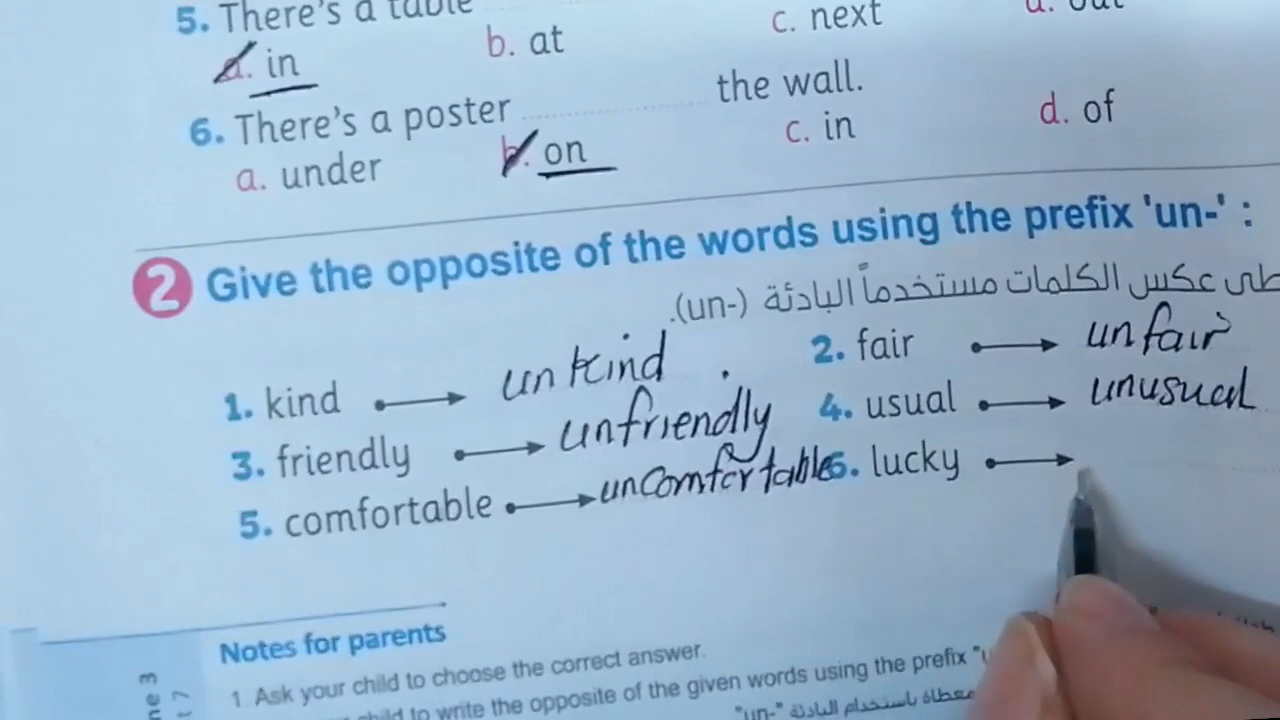 5. There's a table
a. in b. at c. next d. out
6. There's a poster ........................ the wall.
a. under b. on c. in d. of
2 Give the opposite of the words using the prefix 'un-' :
عكس الكلمات مستخدماً البادئة (un-).
1. kind unkind . 2. fair unfair
3. friendly unfriendly 4. usual unusual
5. comfortable uncomfortable 6. lucky
Notes for parents
1. Ask your child to choose the correct answer.
child to write the opposite of the given words using the prefix "u
باستخدام البادئة "un-"